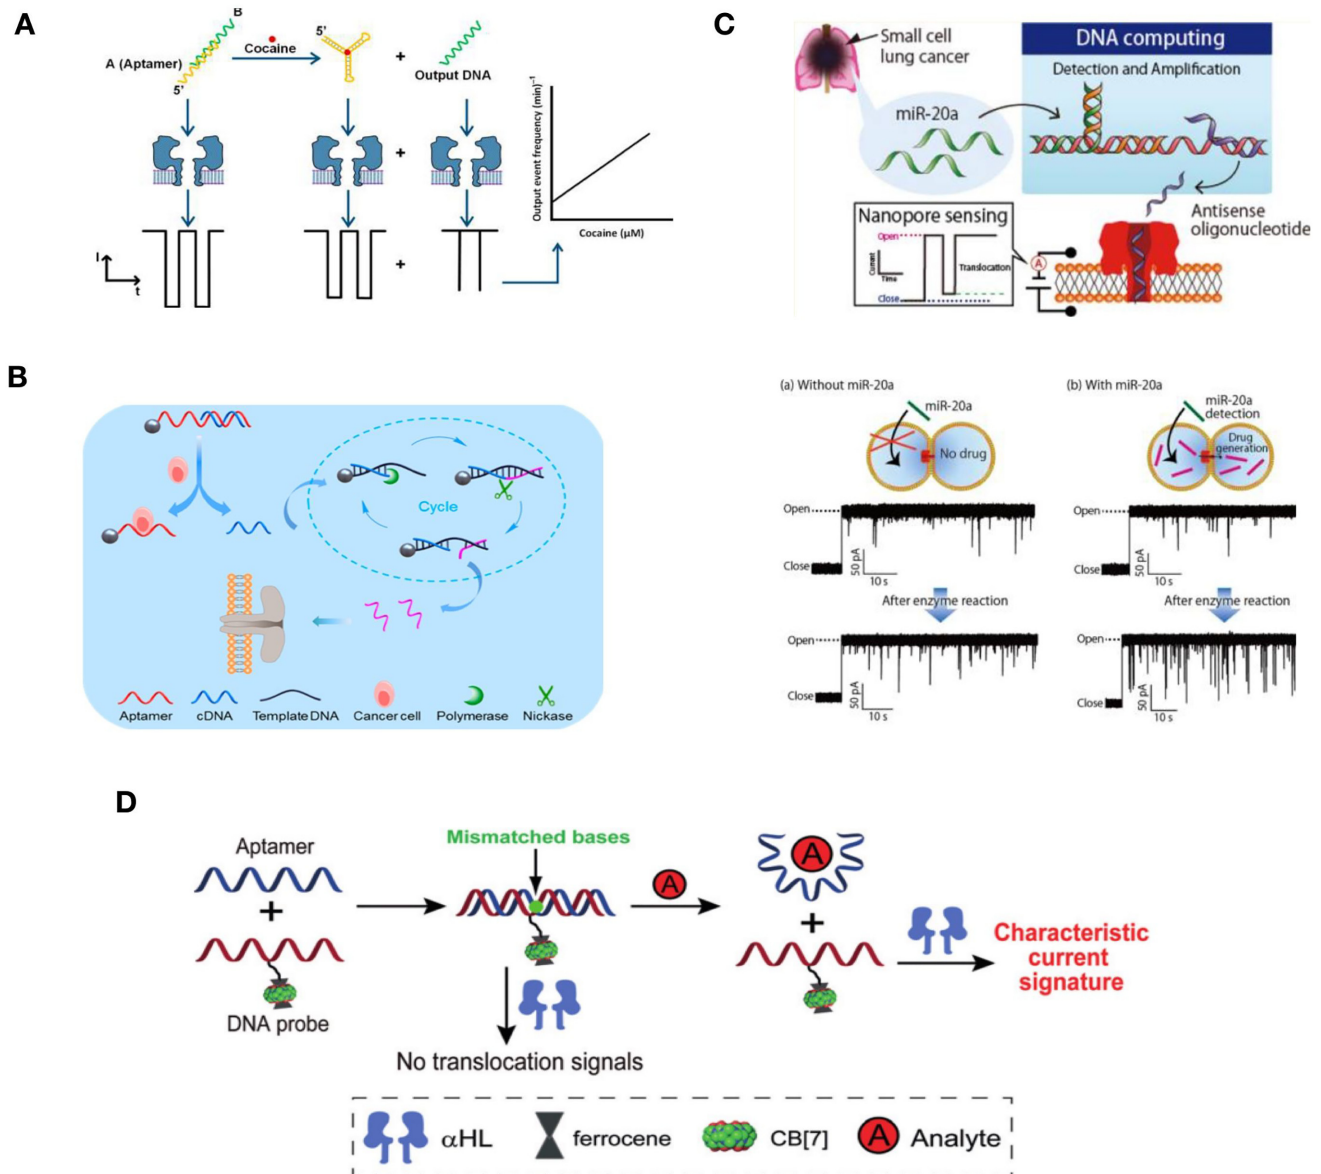 A
B
Cocaine
A (Aptamer)
5’
5’
+
Output DNA
+
+
I
t
Output event frequency (min)⁻¹
Cocaine (μM)
C
Small cell
lung cancer
miR-20a
DNA computing
Detection and Amplification
Antisense
oligonucleotide
Nanopore sensing
Open
Current
Time
Translocation
Close
A
B
Cycle
Aptamer
cDNA
Template DNA
Cancer cell
Polymerase
Nickase
(a) Without miR-20a
miR-20a
No drug
Open
Close
50 pA
10 s
After enzyme reaction
Open
Close
50 pA
10 s
(b) With miR-20a
miR-20a
detection
Drug
generation
Open
Close
50 pA
10 s
After enzyme reaction
Open
Close
50 pA
10 s
D
Aptamer
+
DNA probe
Mismatched bases
A
No translocation signals
A
+
Characteristic
current
signature
αHL
ferrocene
CB[7]
A
Analyte